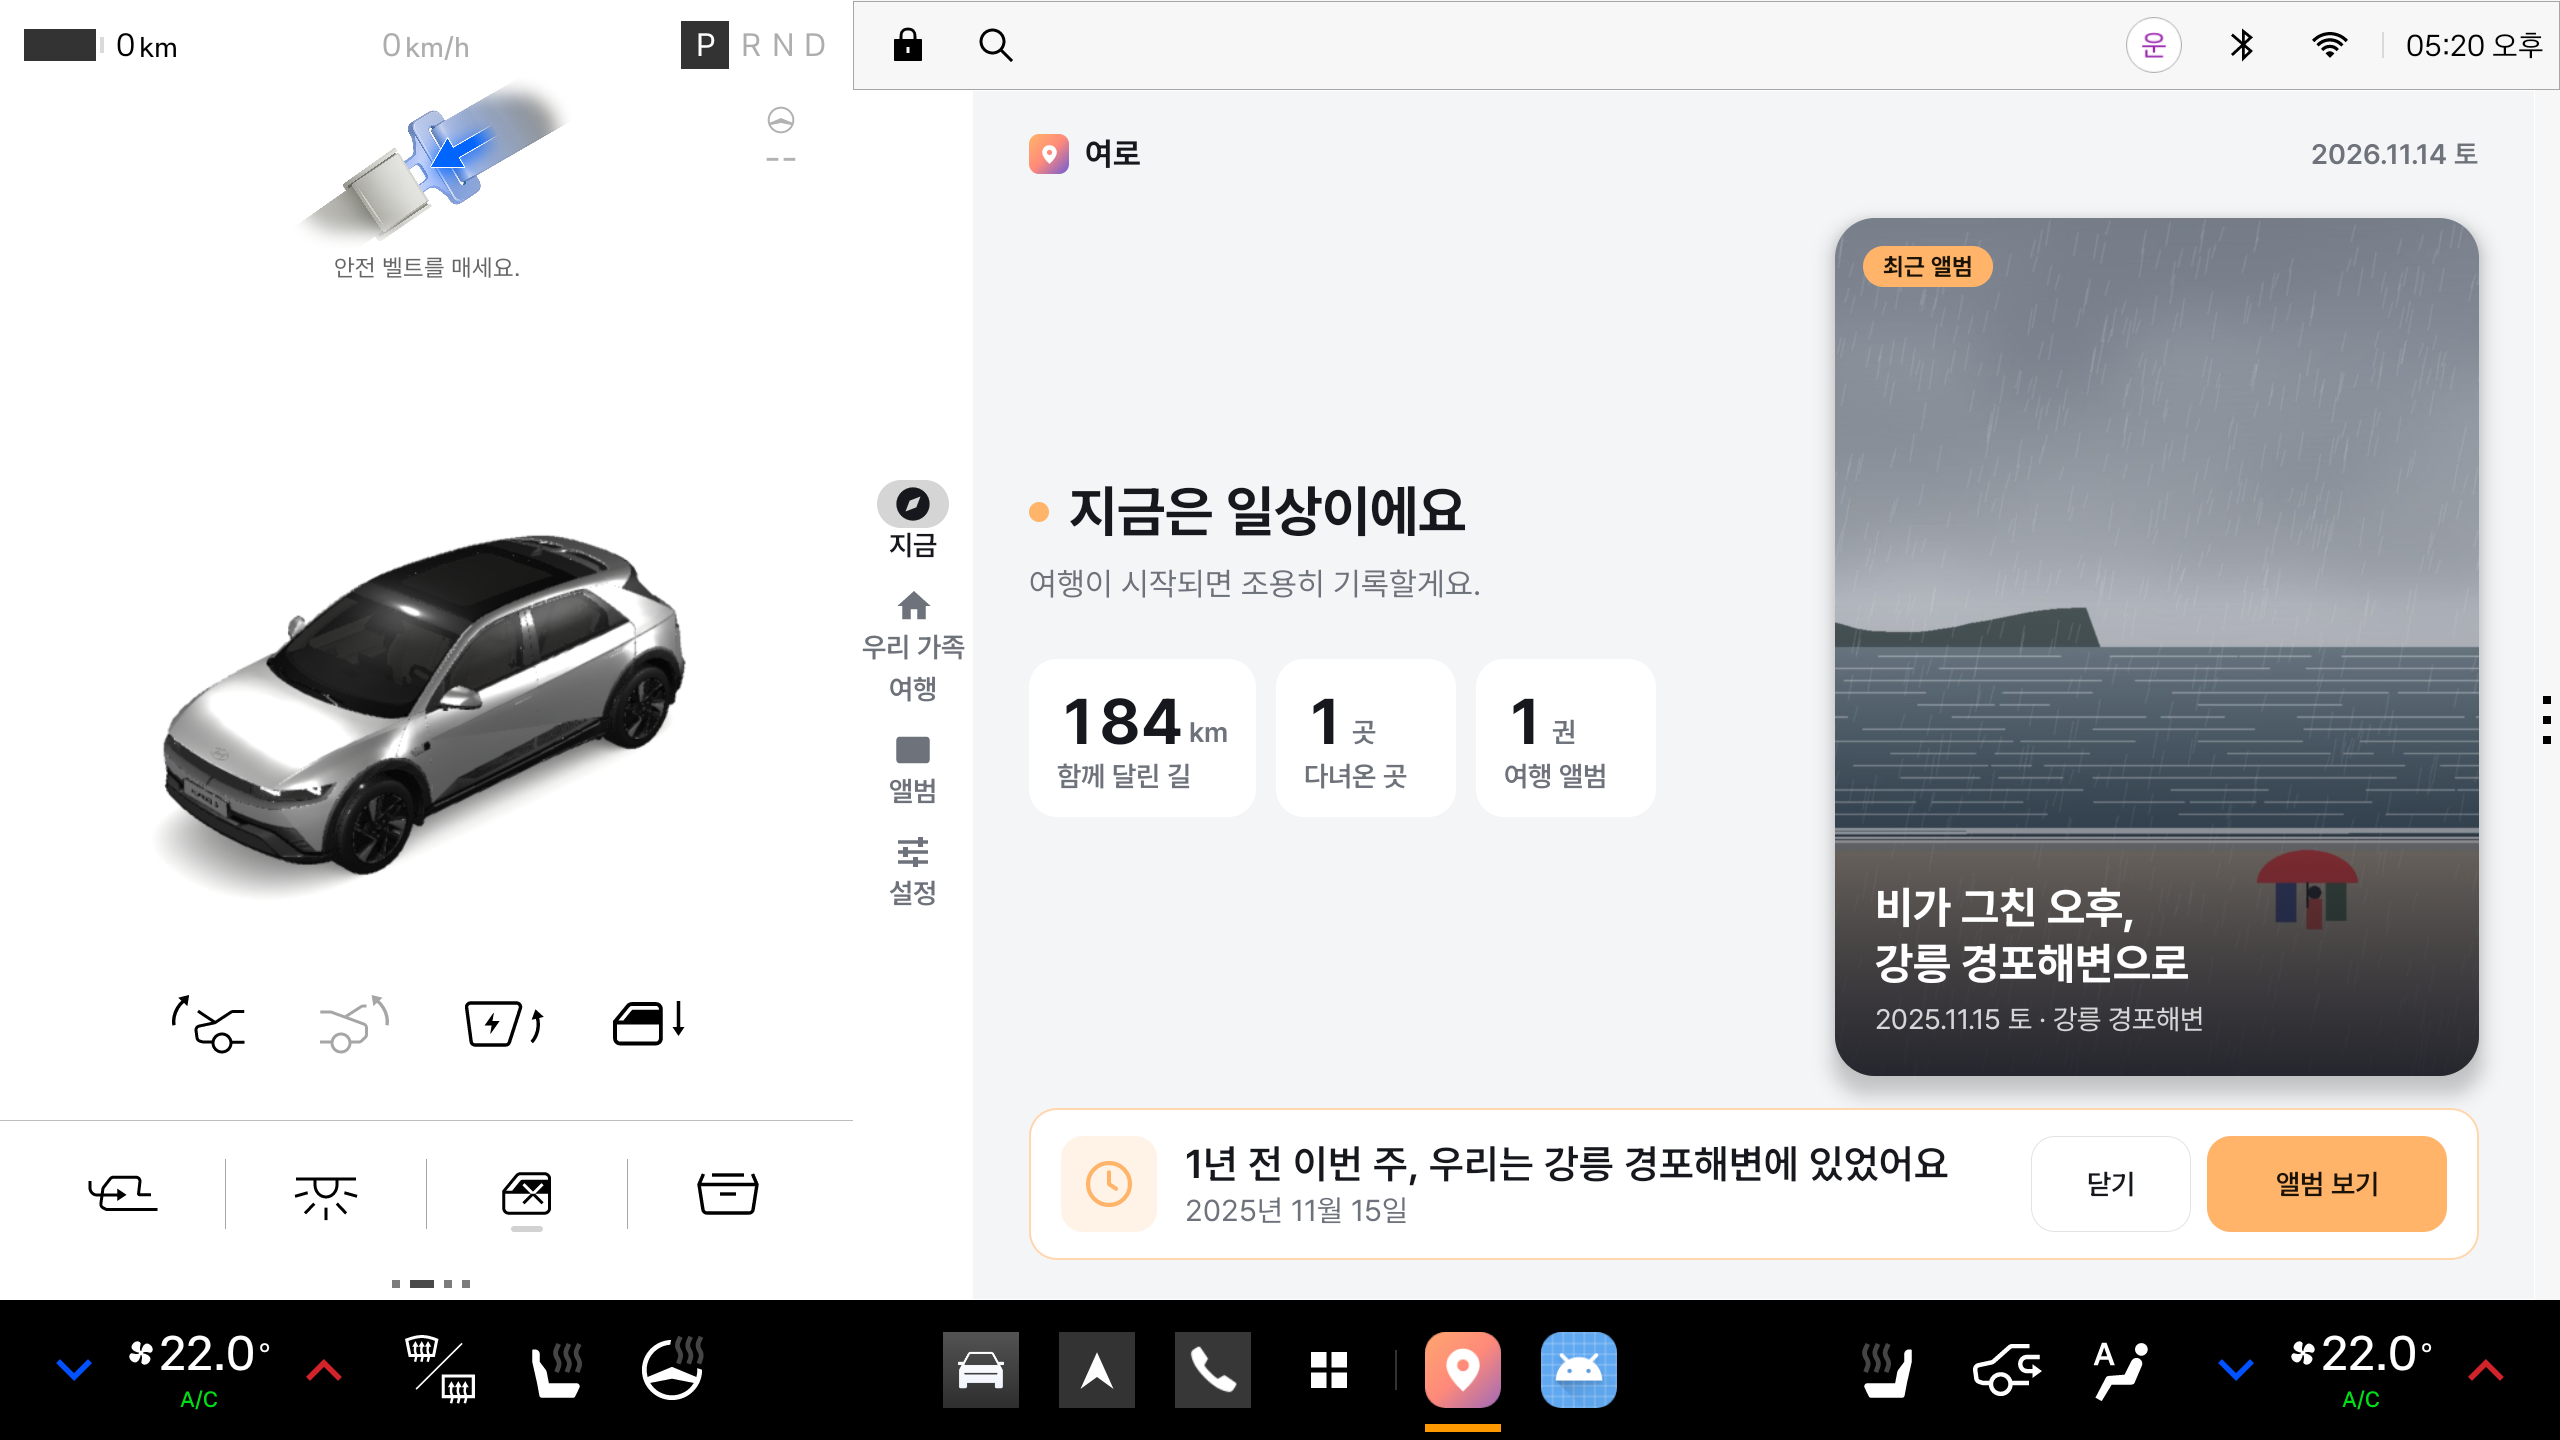 0 km
0 km/h
P R N D
운
05:20 오후
안전 벨트를 매세요.
--
여로
2026.11.14 토
지금
우리 가족
여행
앨범
설정
지금은 일상이에요
여행이 시작되면 조용히 기록할게요.
184 km
함께 달린 길
1 곳
다녀온 곳
1 권
여행 앨범
최근 앨범
비가 그친 오후,
강릉 경포해변으로
2025.11.15 토 · 강릉 경포해변
1년 전 이번 주, 우리는 강릉 경포해변에 있었어요
2025년 11월 15일
닫기
앨범 보기
22.0°
A/C
A
22.0°
A/C